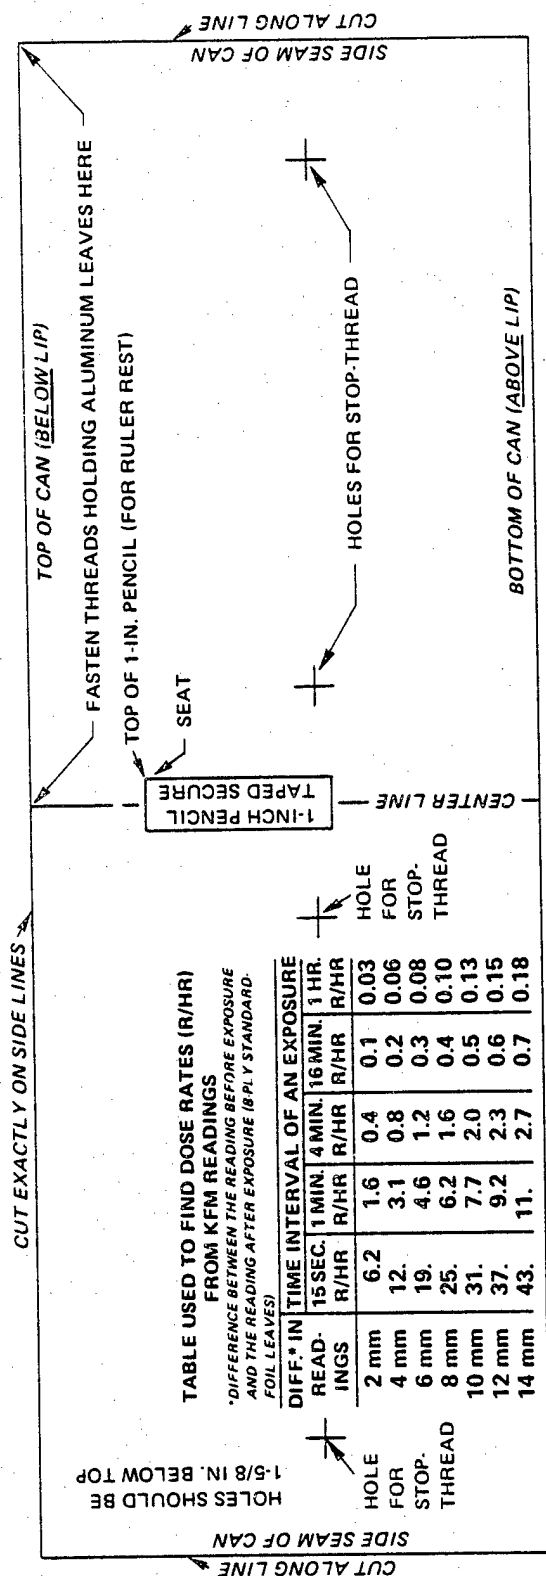 CUT EXACTLY ON SIDE LINES
CUT ALONG LINE
SIDE SEAM OF CAN
HOLES SHOULD BE
1-5/8 IN. BELOW TOP
HOLE
FOR
STOP-
THREAD
TABLE USED TO FIND DOSE RATES (R/HR)
FROM KFM READINGS
*DIFFERENCE BETWEEN THE READING BEFORE EXPOSURE
AND THE READING AFTER EXPOSURE (8-PLY STANDARD-
FOIL LEAVES)
DIFF.* IN TIME INTERVAL OF AN EXPOSURE
READ- 15 SEC. 1 MIN. 4 MIN. 16 MIN. 1 HR.
INGS R/HR R/HR R/HR R/HR R/HR
2 mm 6.2 1.6 0.4 0.1 0.03
4 mm 12. 3.1 0.8 0.2 0.06
6 mm 19. 4.6 1.2 0.3 0.08
8 mm 25. 6.2 1.6 0.4 0.10
10 mm 31. 7.7 2.0 0.5 0.13
12 mm 37. 9.2 2.3 0.6 0.15
14 mm 43. 11. 2.7 0.7 0.18
HOLE
FOR
STOP-
THREAD
1-INCH PENCIL
TAPED SECURE
CENTER LINE
TOP OF CAN (BELOW LIP)
FASTEN THREADS HOLDING ALUMINUM LEAVES HERE
TOP OF 1-IN. PENCIL (FOR RULER REST)
SEAT
HOLES FOR STOP-THREAD
BOTTOM OF CAN (ABOVE LIP)
SIDE SEAM OF CAN
CUT ALONG LINE